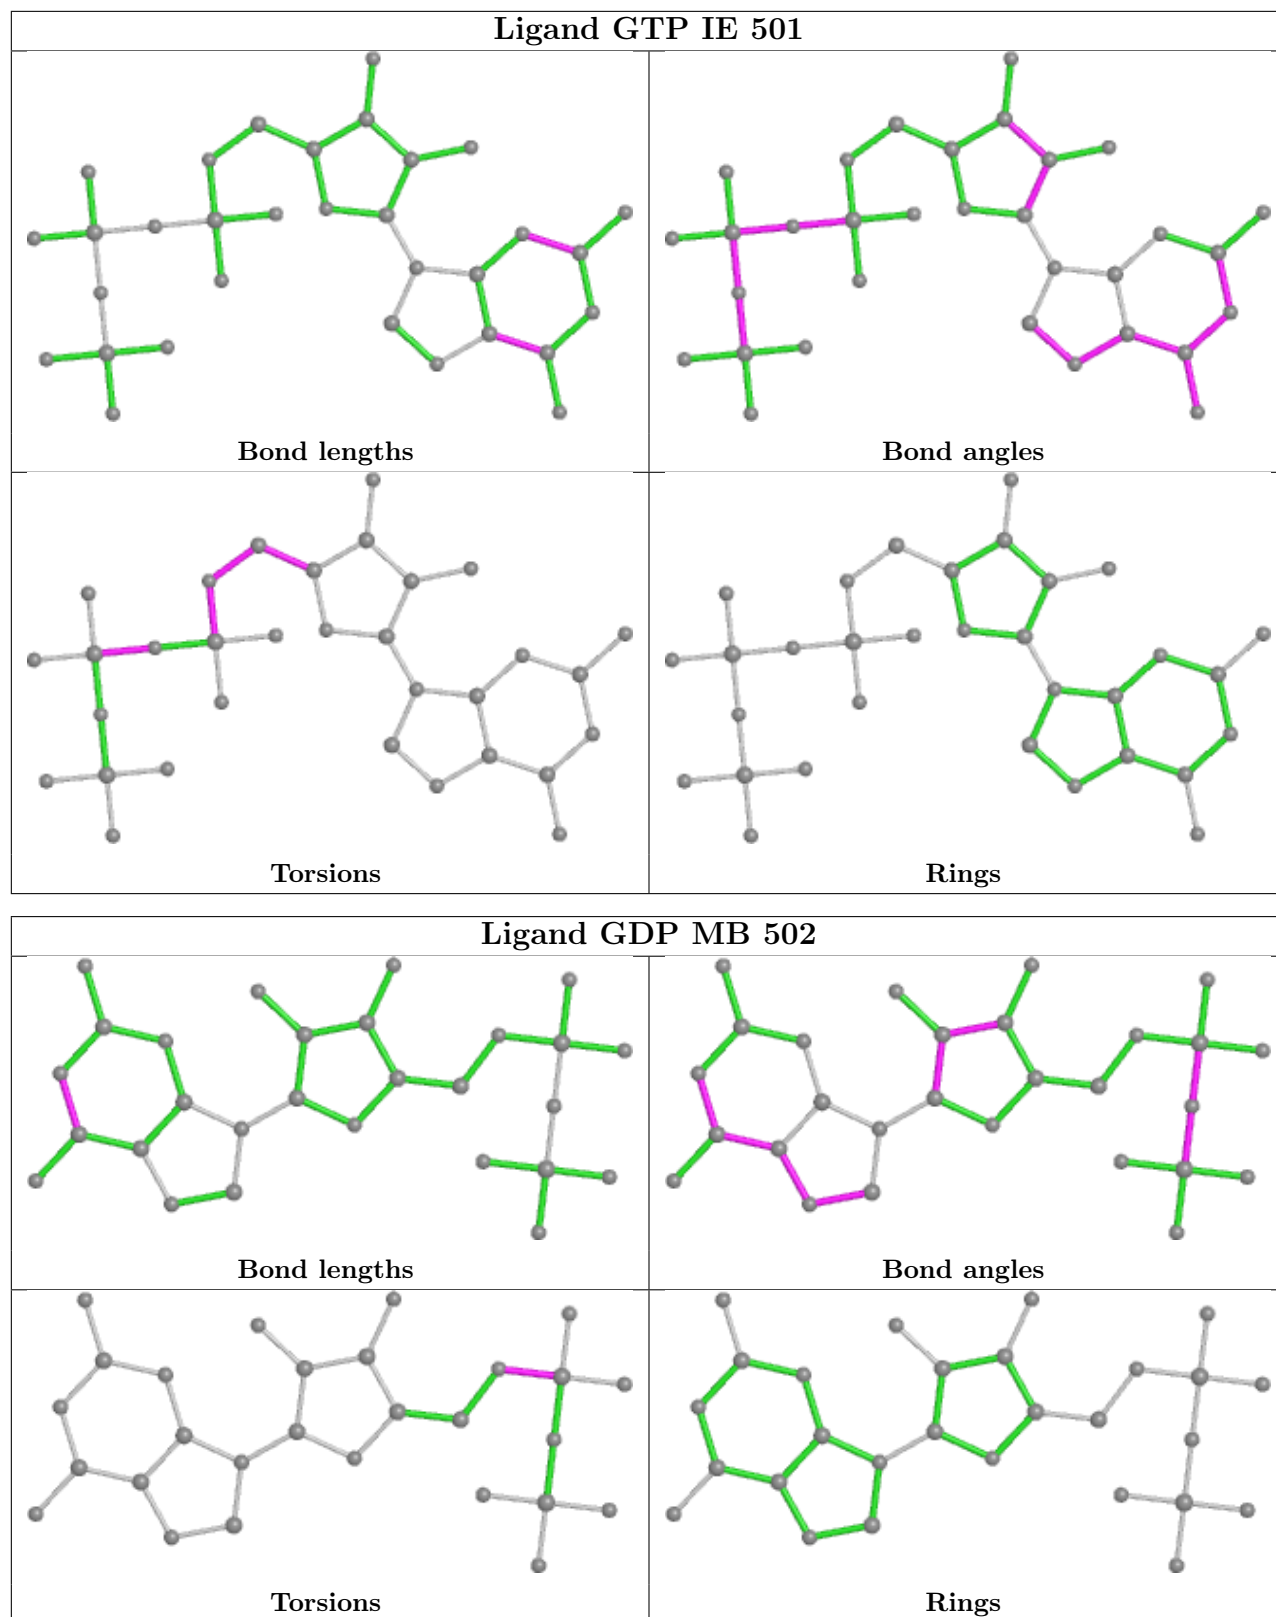 Ligand GTP IE 501
Bond lengths
Bond angles
Torsions
Rings
Ligand GDP MB 502
Bond lengths
Bond angles
Torsions
Rings